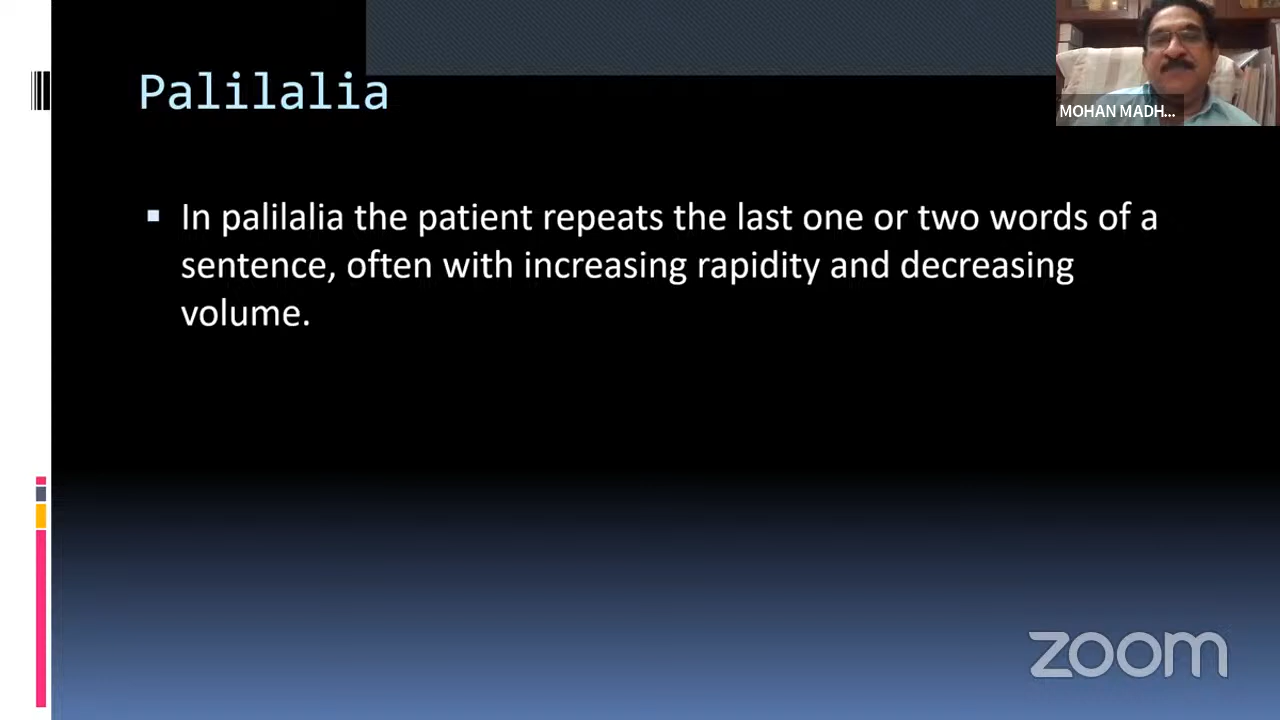 Palilalia
MOHAN MADH...
▪ In palilalia the patient repeats the last one or two words of a
sentence, often with increasing rapidity and decreasing
volume.
zoom